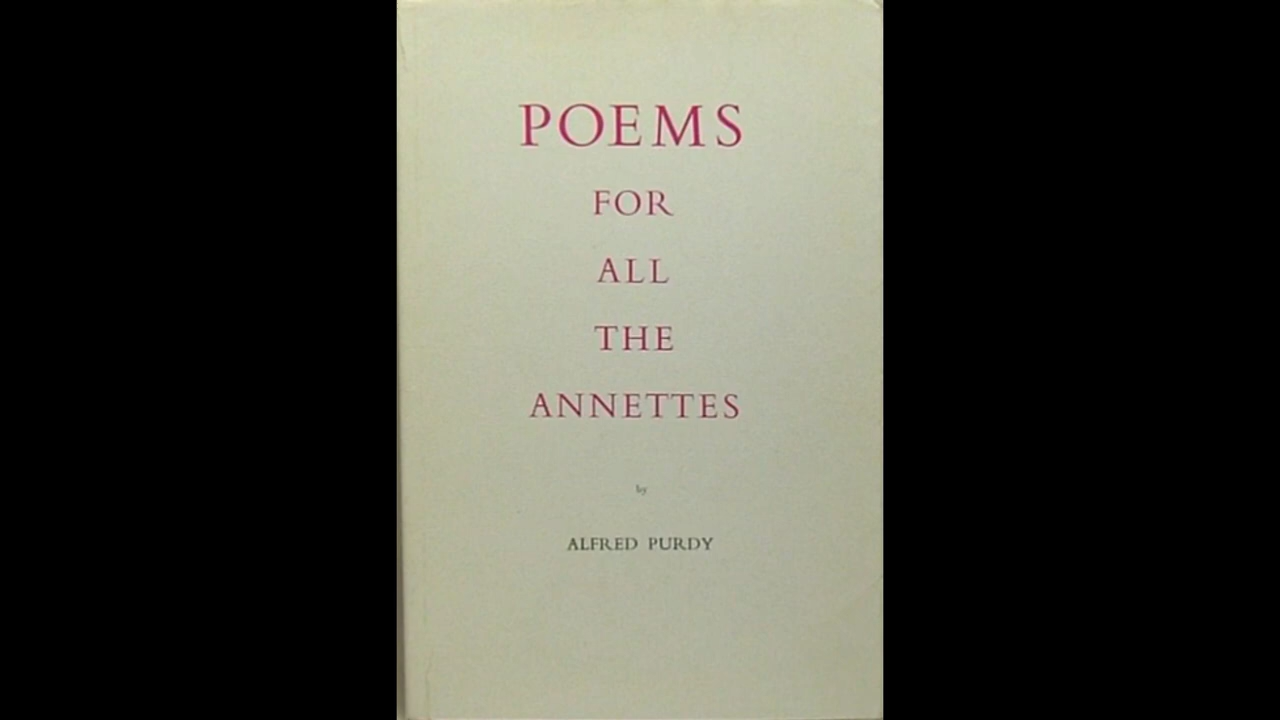 POEMS
FOR
ALL
THE
ANNETTES
by
ALFRED PURDY